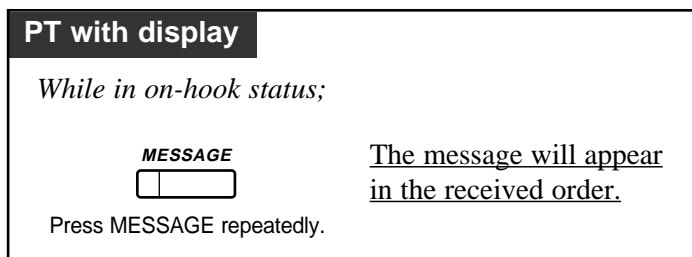 PT with display
While in on-hook status;
MESSAGE
The message will appear
in the received order.
Press MESSAGE repeatedly.